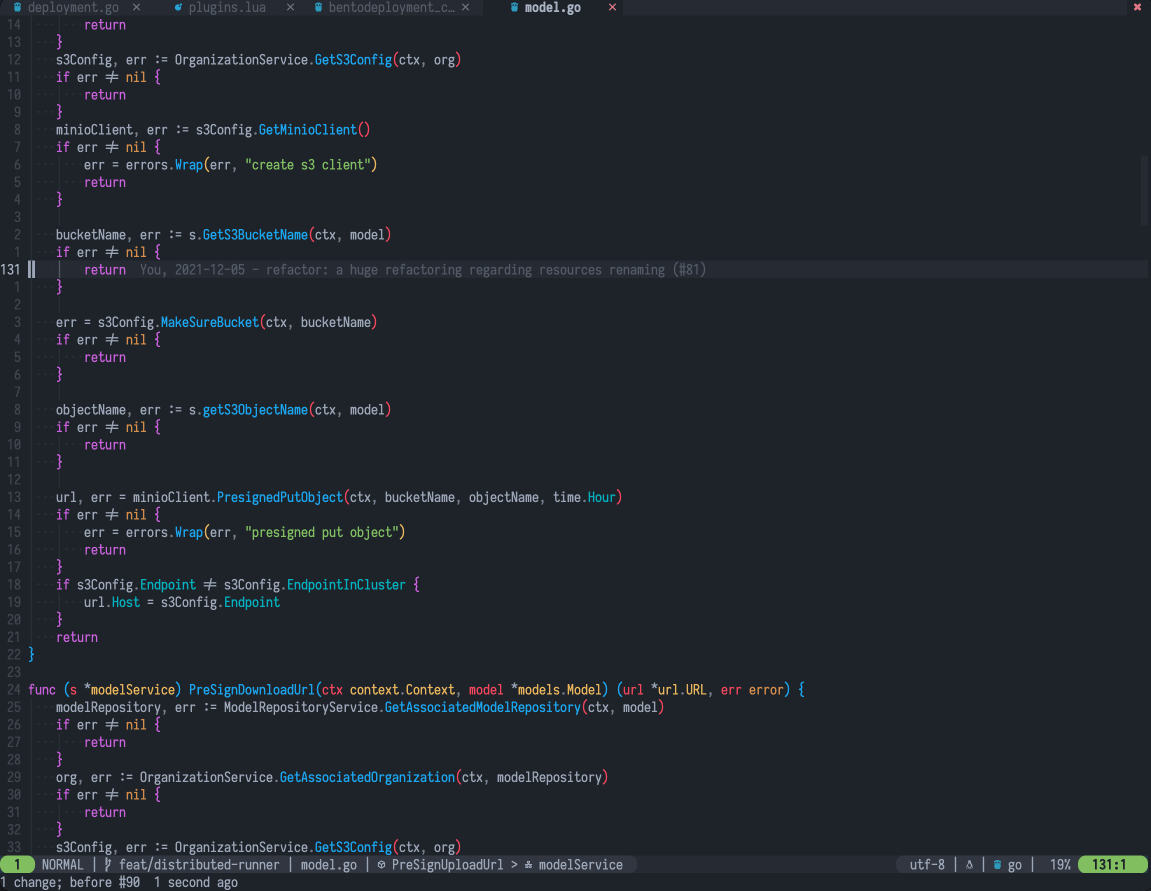 deployment.go × plugins.lua × bentodeployment_c… × model.go × ×
14 return
13 }
12 s3Config, err := OrganizationService.GetS3Config(ctx, org)
11 if err ≠ nil {
10 return
9 }
8 minioClient, err := s3Config.GetMinioClient()
7 if err ≠ nil {
6 err = errors.Wrap(err, "create s3 client")
5 return
4 }
3
2 bucketName, err := s.GetS3BucketName(ctx, model)
1 if err ≠ nil {
131 return You, 2021-12-05 - refactor: a huge refactoring regarding resources renaming (#81)
1 }
2
3 err = s3Config.MakeSureBucket(ctx, bucketName)
4 if err ≠ nil {
5 return
6 }
7
8 objectName, err := s.getS3ObjectName(ctx, model)
9 if err ≠ nil {
10 return
11 }
12
13 url, err = minioClient.PresignedPutObject(ctx, bucketName, objectName, time.Hour)
14 if err ≠ nil {
15 err = errors.Wrap(err, "presigned put object")
16 return
17 }
18 if s3Config.Endpoint ≠ s3Config.EndpointInCluster {
19 url.Host = s3Config.Endpoint
20 }
21 return
22 }
23
24 func (s *modelService) PreSignDownloadUrl(ctx context.Context, model *models.Model) (url *url.URL, err error) {
25 modelRepository, err := ModelRepositoryService.GetAssociatedModelRepository(ctx, model)
26 if err ≠ nil {
27 return
28 }
29 org, err := OrganizationService.GetAssociatedOrganization(ctx, modelRepository)
30 if err ≠ nil {
31 return
32 }
33 s3Config, err := OrganizationService.GetS3Config(ctx, org)
1 NORMAL | feat/distributed-runner | model.go | PreSignUploadUrl > modelService utf-8 | | go | 19% 131:1
1 change; before #90 1 second ago